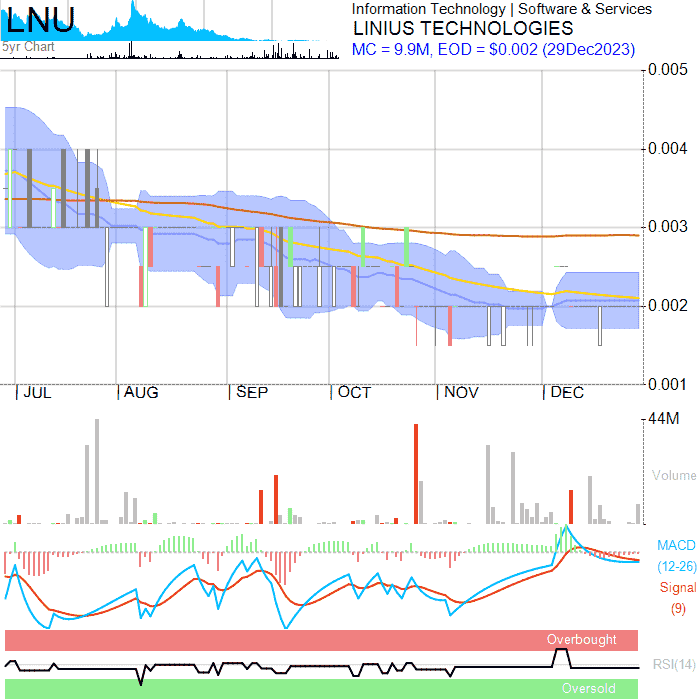 LNU
5yr Chart
Information Technology | Software & Services
LINIUS TECHNOLOGIES
MC = 9.9M, EOD = $0.002 (29Dec2023)
0.005
0.004
0.003
0.002
0.001
JUL
AUG
SEP
OCT
NOV
DEC
44M
Volume
MACD
(12-26)
Signal
(9)
Overbought
RSI(14)
Oversold